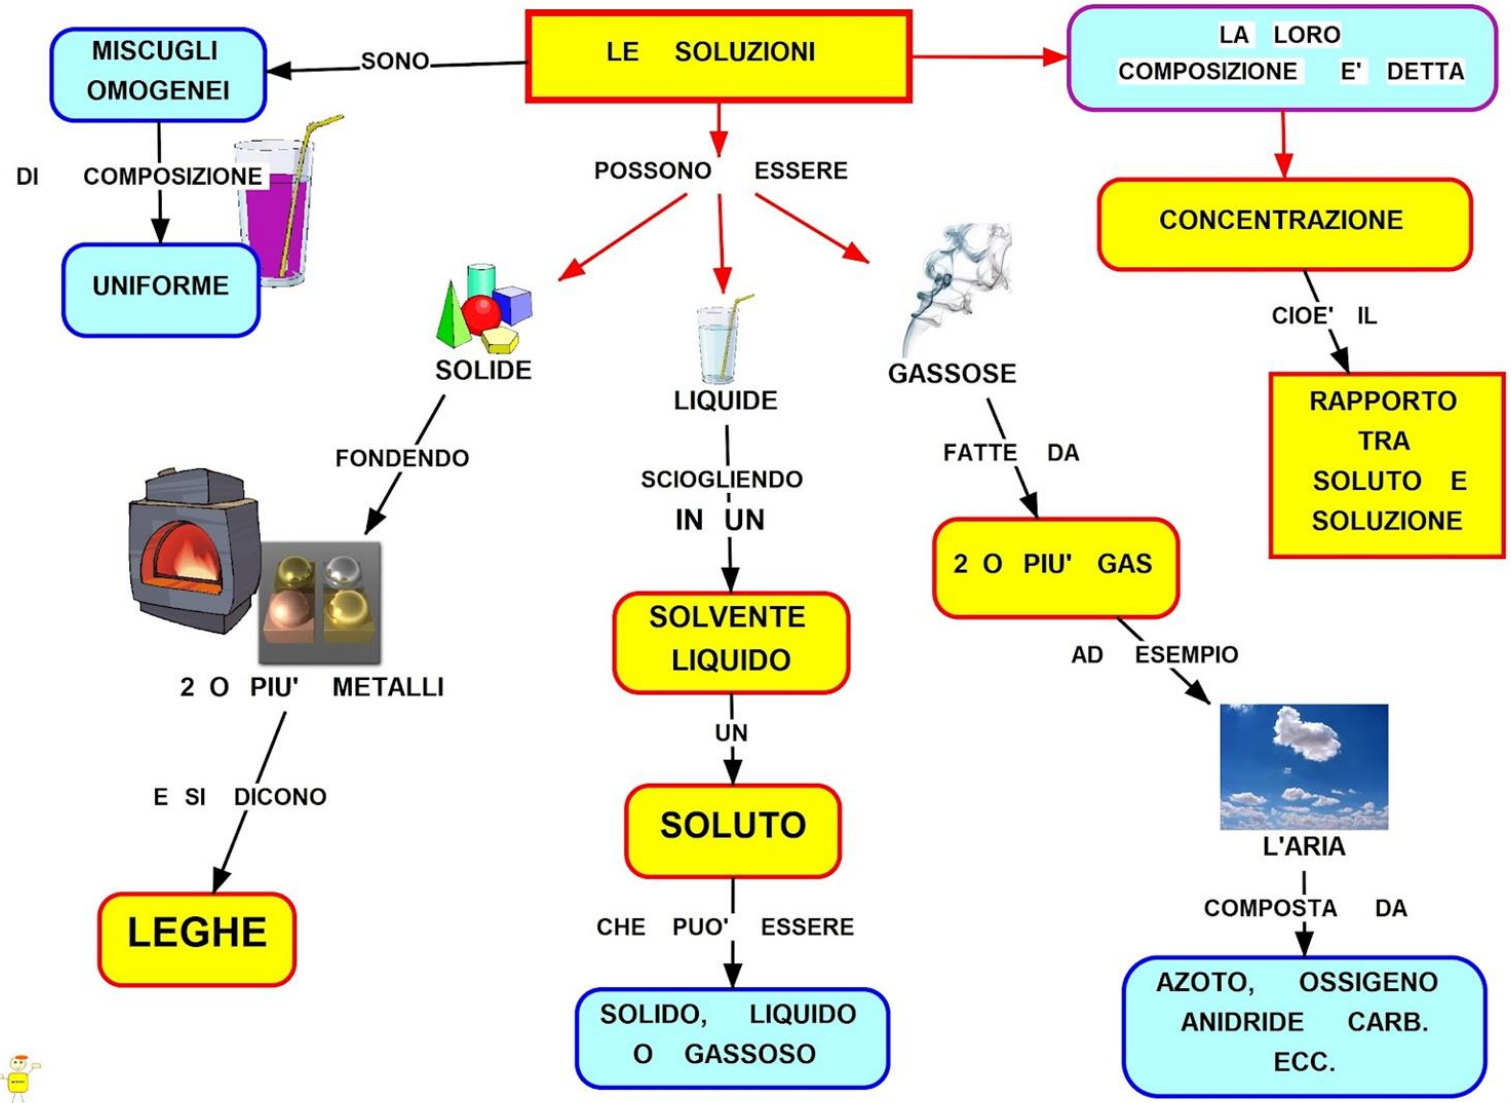 LE SOLUZIONI
SONO
MISCUGLI
OMOGENEI
DI COMPOSIZIONE
UNIFORME
POSSONO ESSERE
SOLIDE
FONDENDO
2 O PIU' METALLI
E SI DICONO
LEGHE
LIQUIDE
SCIOGLIENDO
IN UN
SOLVENTE
LIQUIDO
UN
SOLUTO
CHE PUO' ESSERE
SOLIDO, LIQUIDO
O GASSOSO
GASSOSE
FATTE DA
2 O PIU' GAS
AD ESEMPIO
L'ARIA
COMPOSTA DA
AZOTO, OSSIGENO
ANIDRIDE CARB.
ECC.
LA LORO
COMPOSIZIONE E' DETTA
CONCENTRAZIONE
CIOE' IL
RAPPORTO
TRA
SOLUTO E
SOLUZIONE